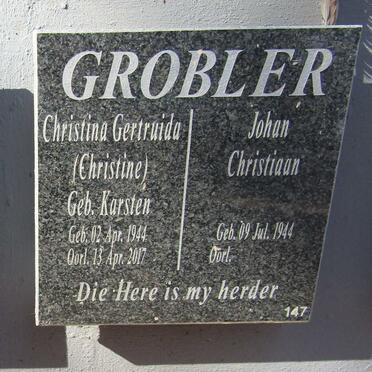 GROBLER
Christina Gertruida
(Christine)
Geb. Karsten
Geb. 02 Apr. 1944
Oorl. 13 Apr. 2017
Johan
Christiaan
Geb. 09 Jul. 1944
Oorl.
Die Here is my herder
147